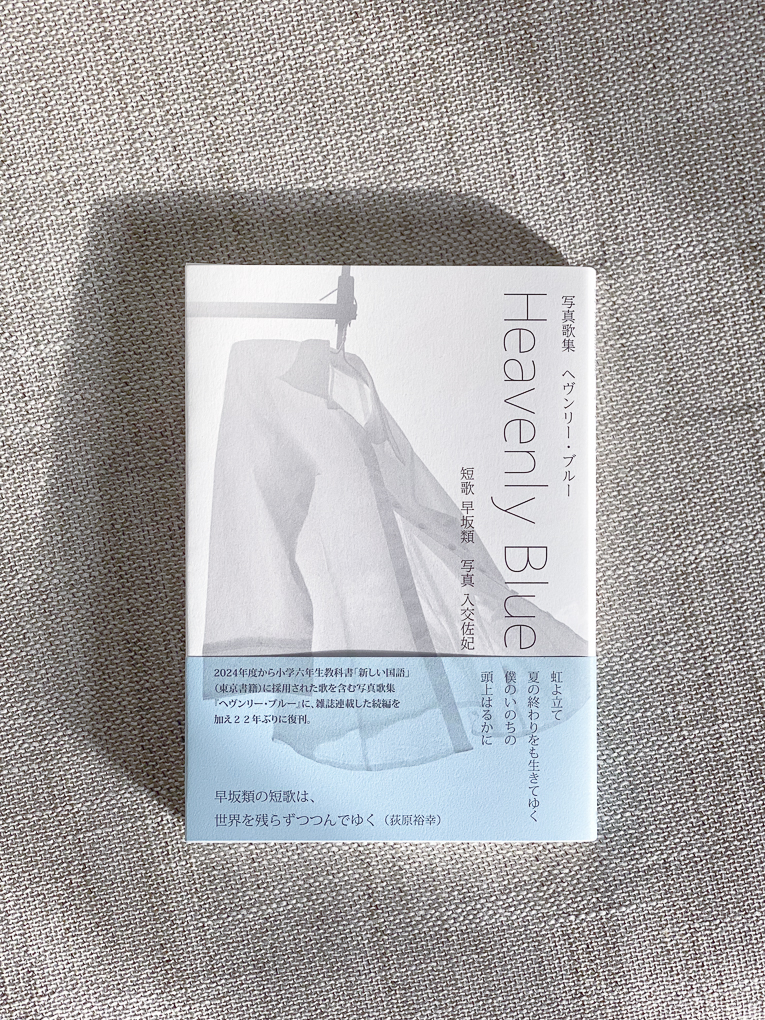 写真歌集　ヘヴンリー・ブルー
Heavenly Blue
短歌 早坂類　写真 入交佐妃
虹よ立て
夏の終わりをも生きてゆく
僕のいのちの
頭上はるかに
2024年度から小学六年生教科書「新しい国語」
（東京書籍）に採用された歌を含む写真歌集
『ヘヴンリー・ブルー』に、雑誌連載した続編を
加え２２年ぶりに復刊。
早坂類の短歌は、
世界を残らずつつんでゆく（荻原裕幸）